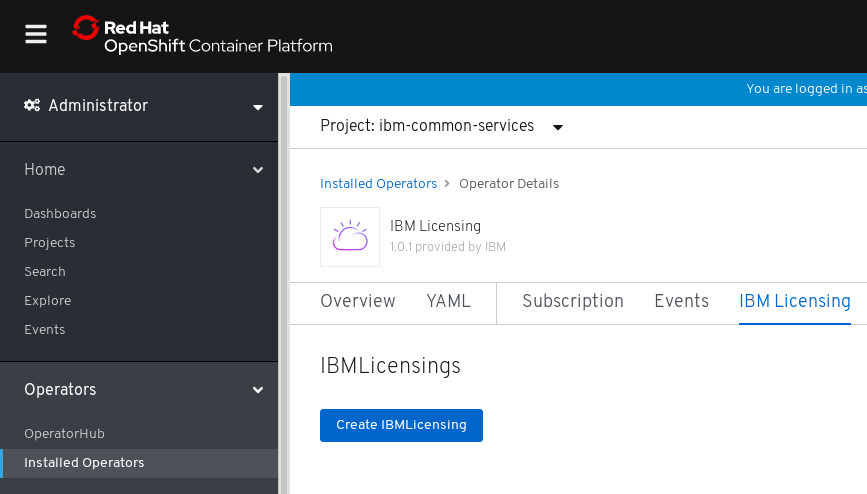 Red Hat
OpenShift Container Platform
Administrator
Home
Dashboards
Projects
Search
Explore
Events
Operators
OperatorHub
Installed Operators
You are logged in as
Project: ibm-common-services
Installed Operators > Operator Details
IBM Licensing
1.0.1 provided by IBM
Overview YAML Subscription Events IBM Licensing
IBMLicensings
Create IBMLicensing